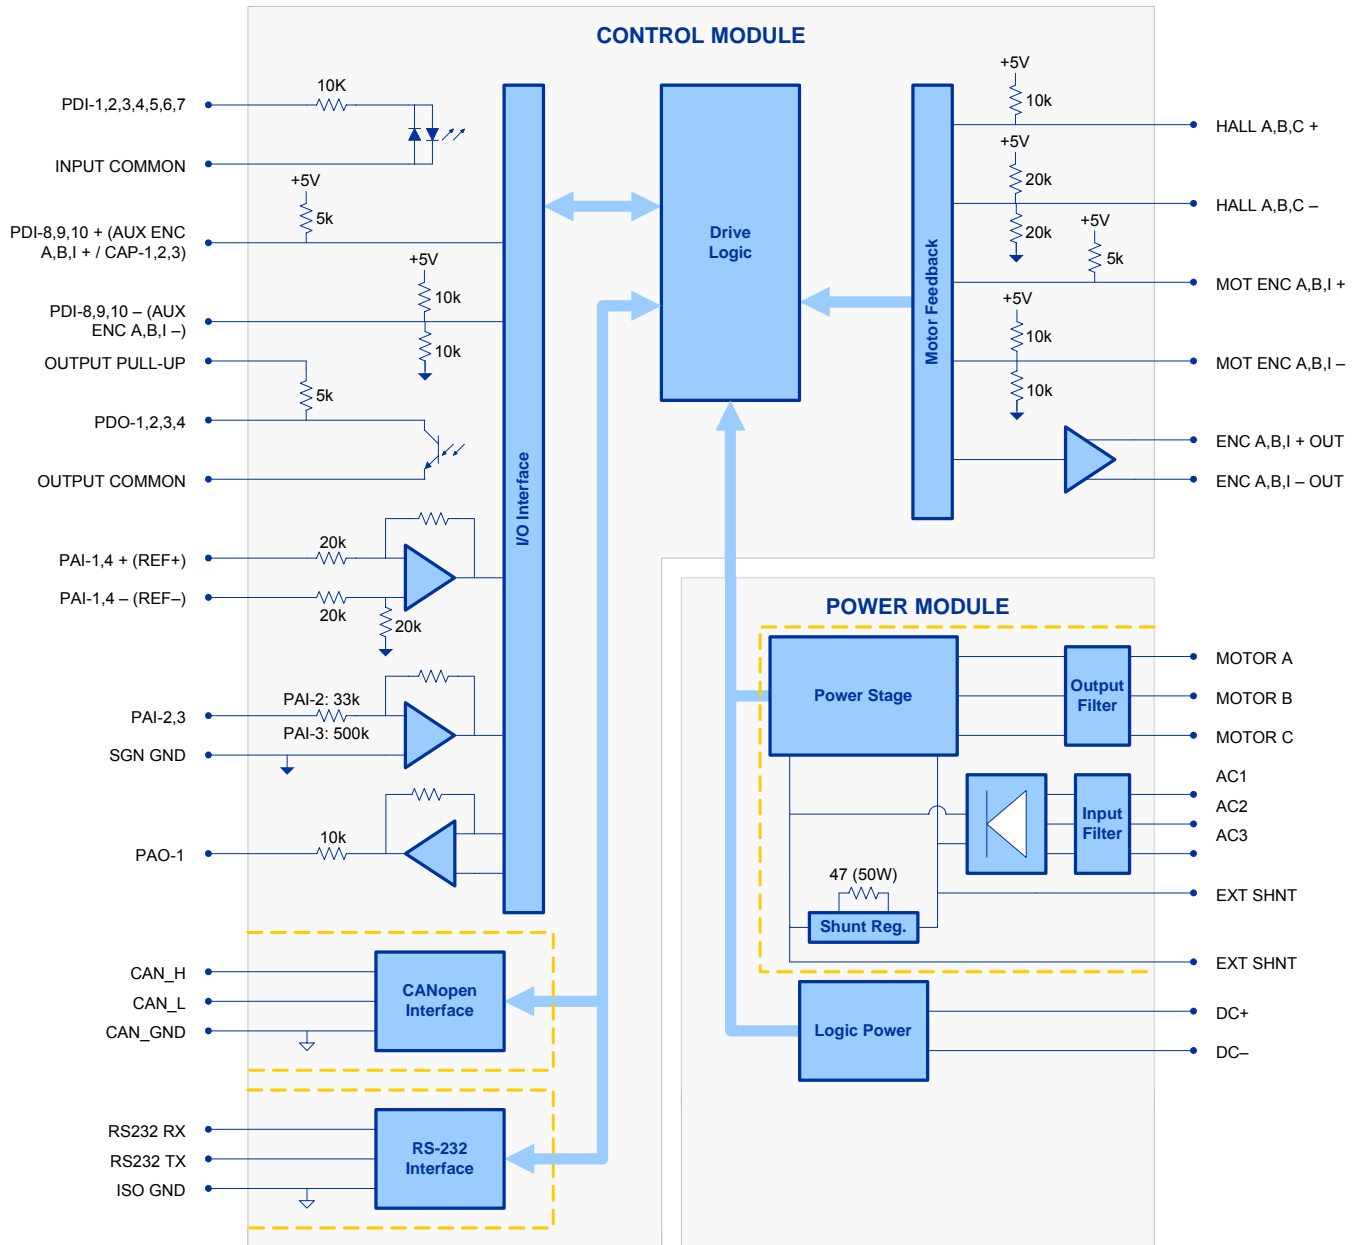 CONTROL MODULE
PDI-1,2,3,4,5,6,7
10K
INPUT COMMON
+5V
5k
PDI-8,9,10 + (AUX ENC
A,B,I + / CAP-1,2,3)
+5V
10k
PDI-8,9,10 – (AUX
ENC A,B,I –)
10k
OUTPUT PULL-UP
5k
PDO-1,2,3,4
OUTPUT COMMON
PAI-1,4 + (REF+)
20k
PAI-1,4 – (REF–)
20k
20k
PAI-2,3
PAI-2: 33k
PAI-3: 500k
SGN GND
PAO-1
10k
I/O Interface
Drive
Logic
Motor Feedback
+5V
10k
HALL A,B,C +
+5V
20k
HALL A,B,C –
20k
+5V
5k
MOT ENC A,B,I +
+5V
10k
MOT ENC A,B,I –
10k
ENC A,B,I + OUT
ENC A,B,I – OUT
CAN_H
CAN_L
CAN_GND
CANopen
Interface
RS232 RX
RS232 TX
ISO GND
RS-232
Interface
POWER MODULE
Power Stage
Output
Filter
MOTOR A
MOTOR B
MOTOR C
Input
Filter
AC1
AC2
AC3
47 (50W)
Shunt Reg.
EXT SHNT
EXT SHNT
Logic Power
DC+
DC–